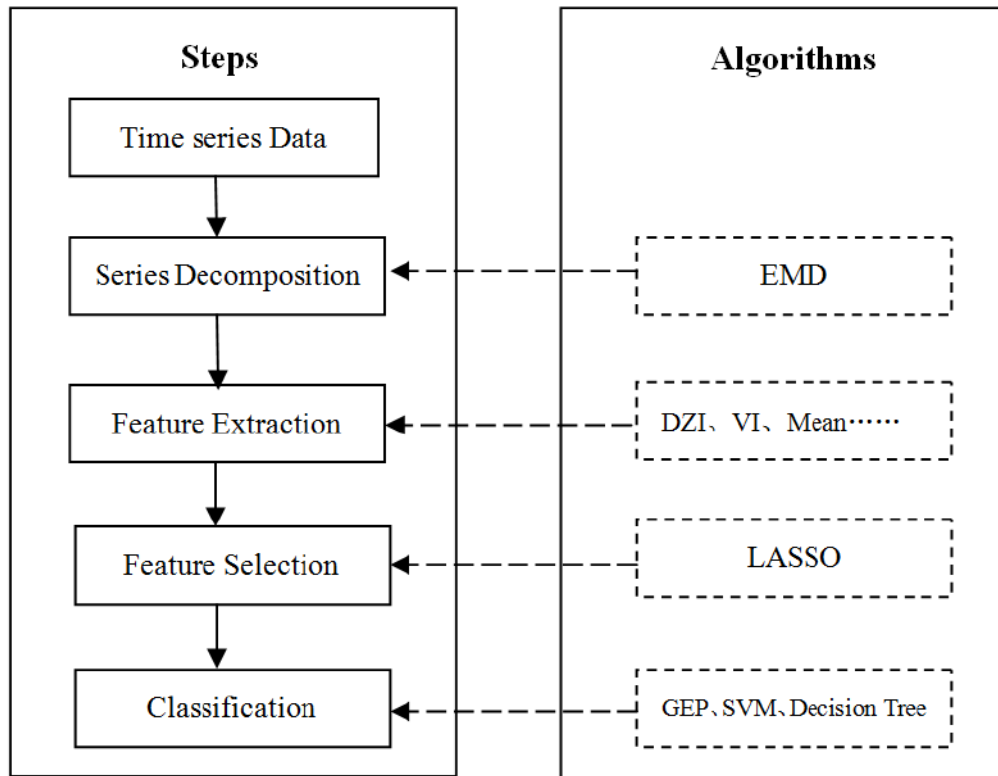 Steps
Time series Data
Series Decomposition
Feature Extraction
Feature Selection
Classification
Algorithms
EMD
DZI、VI、Mean⋯⋯
LASSO
GEP、SVM、Decision Tree